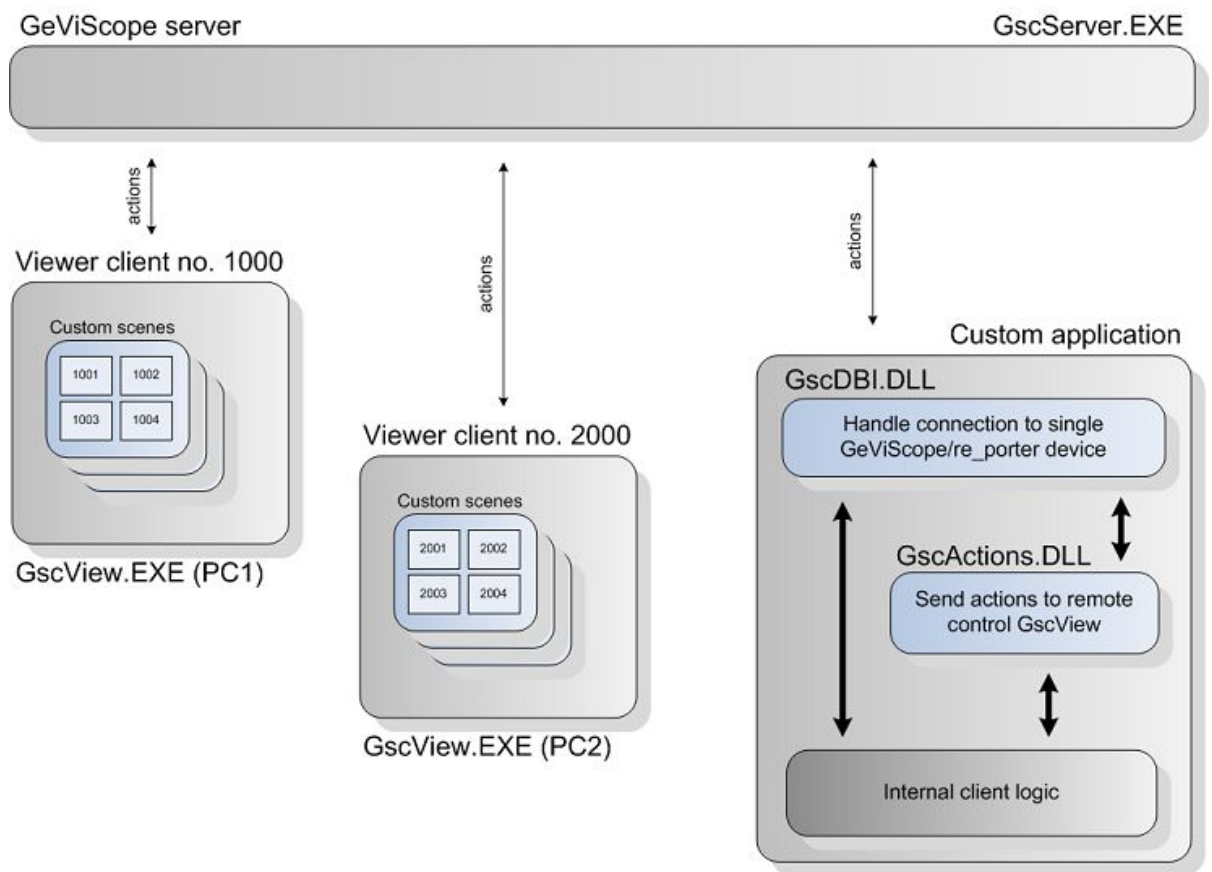 GeViScope server
GscServer.EXE
actions
actions
actions
Viewer client no. 1000
Custom scenes
1001
1002
1003
1004
GscView.EXE (PC1)
Viewer client no. 2000
Custom scenes
2001
2002
2003
2004
GscView.EXE (PC2)
Custom application
GscDBI.DLL
Handle connection to single
GeViScope/re_porter device
GscActions.DLL
Send actions to remote
control GscView
Internal client logic